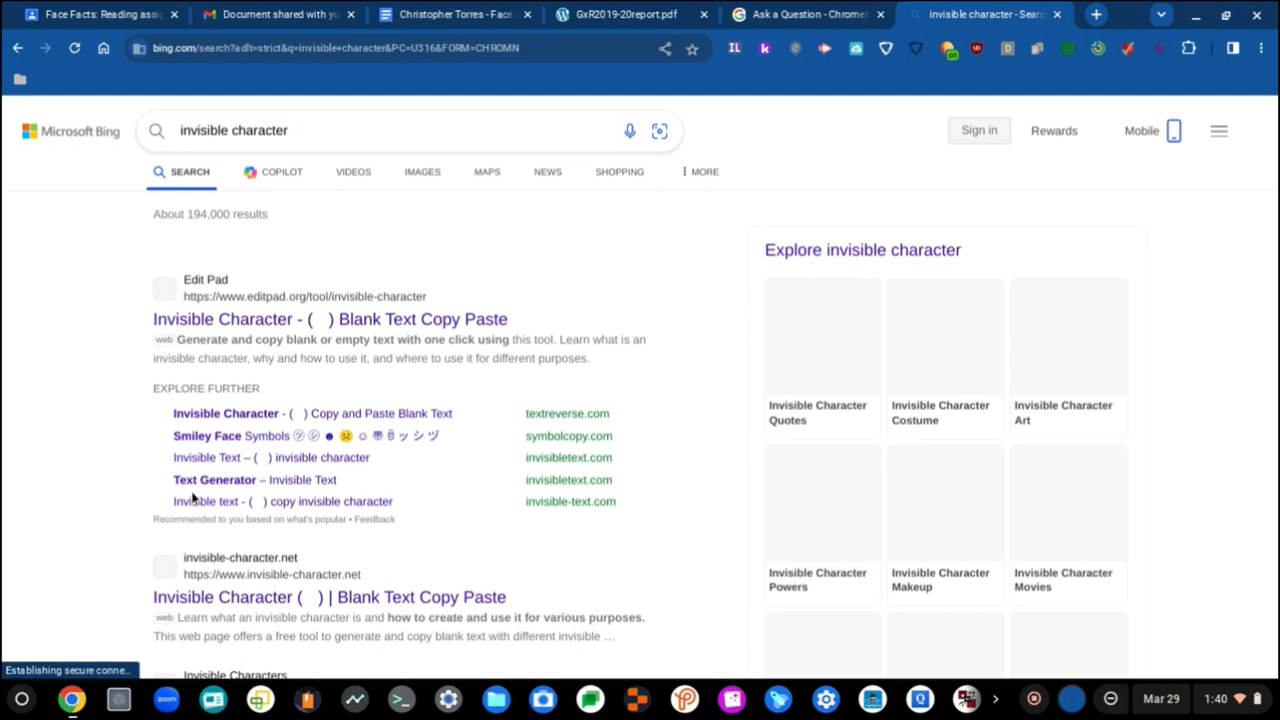 Face Facts: Reading assi
Document shared with yo
Christopher Torres - Face
GxR2019-20report.pdf
Ask a Question - Chrome
invisible character - Searc
bing.com/search?adlt=strict&q=invisible+character&PC=U316&FORM=CHROMN
Microsoft Bing
invisible character
Sign in
Rewards
Mobile
SEARCH
COPILOT
VIDEOS
IMAGES
MAPS
NEWS
SHOPPING
MORE
About 194,000 results
Edit Pad
https://www.editpad.org/tool/invisible-character
Invisible Character - ( ) Blank Text Copy Paste
web Generate and copy blank or empty text with one click using this tool. Learn what is an
invisible character, why and how to use it, and where to use it for different purposes.
EXPLORE FURTHER
Invisible Character - ( ) Copy and Paste Blank Text textreverse.com
Smiley Face Symbols ㋡ ㋛ ☻ ☹️ ☺ 〠 ッ シ ヅ symbolcopy.com
Invisible Text – ( ) invisible character invisibletext.com
Text Generator – Invisible Text invisibletext.com
Invisible text - ( ) copy invisible character invisible-text.com
Recommended to you based on what's popular • Feedback
invisible-character.net
https://www.invisible-character.net
Invisible Character ( ) | Blank Text Copy Paste
web Learn what an invisible character is and how to create and use it for various purposes.
This web page offers a free tool to generate and copy blank text with different invisible ...
Invisible Characters
Explore invisible character
Invisible Character
Quotes
Invisible Character
Costume
Invisible Character
Art
Invisible Character
Powers
Invisible Character
Makeup
Invisible Character
Movies
Establishing secure conne...
zoom
Mar 29
1:40